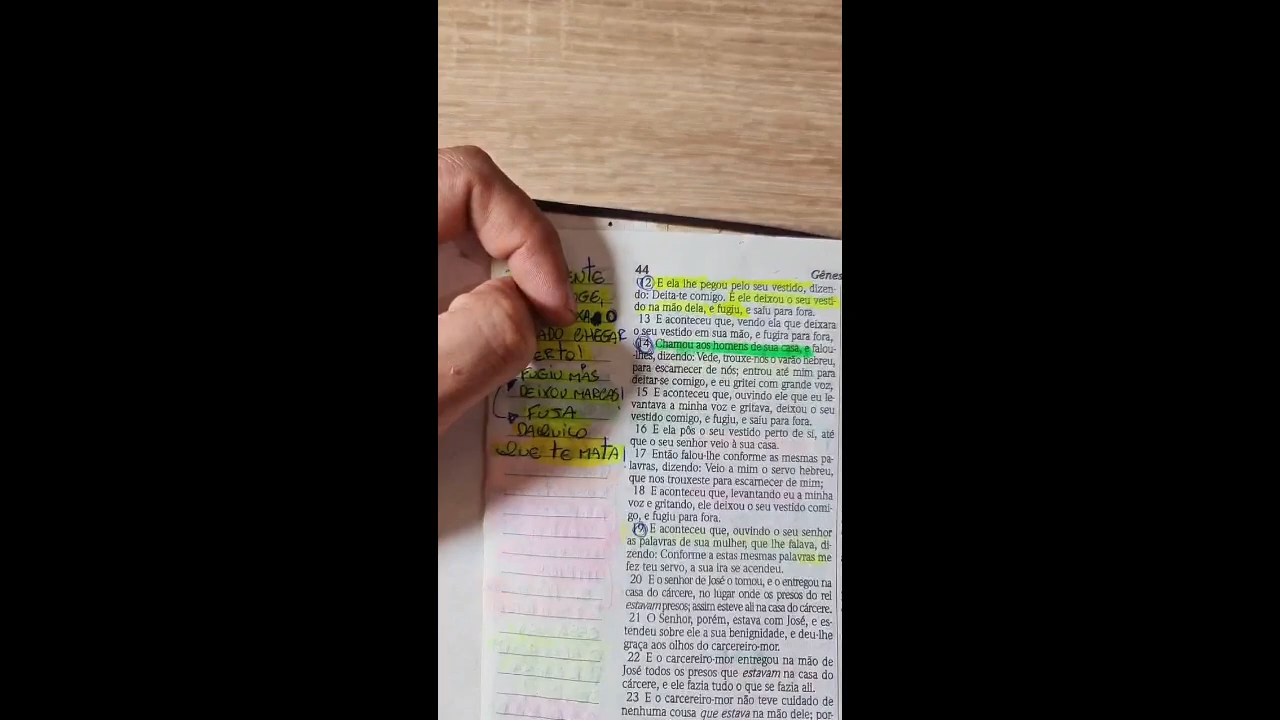 44
Gênes
12 E ela lhe pegou pelo seu vestido, dizen-
do: Deita-te comigo. E ele deixou o seu vesti-
do na mão dela, e fugiu, e saiu para fora.
13 E aconteceu que, vendo ela que deixara
o seu vestido em sua mão, e fugira para fora,
14 Chamou aos homens de sua casa, e falou-
-lhes, dizendo: Vede, trouxe-nos o varão hebreu,
para escarnecer de nós; entrou até mim para
deitar-se comigo, e eu gritei com grande voz,
15 E aconteceu que, ouvindo ele que eu le-
vantava a minha voz e gritava, deixou o seu
vestido comigo, e fugiu, e saiu para fora.
16 E ela pôs o seu vestido perto de si, até
que o seu senhor veio à sua casa.
17 Então falou-lhe conforme as mesmas pa-
lavras, dizendo: Veio a mim o servo hebreu,
que nos trouxeste para escarnecer de mim;
18 E aconteceu que, levantando eu a minha
voz e gritando, ele deixou o seu vestido comi-
go, e fugiu para fora.
19 E aconteceu que, ouvindo o seu senhor
as palavras de sua mulher, que lhe falava, di-
zendo: Conforme a estas mesmas palavras me
fez teu servo, a sua ira se acendeu.
20 E o senhor de José o tomou, e o entregou na
casa do cárcere, no lugar onde os presos do rei
estavam presos; assim esteve ali na casa do cárcere.
21 O Senhor, porém, estava com José, e es-
tendeu sobre ele a sua benignidade, e deu-lhe
graça aos olhos do carcereiro-mor.
22 E o carcereiro-mor entregou na mão de
José todos os presos que estavam na casa do
cárcere, e ele fazia tudo o que se fazia ali.
23 E o carcereiro-mor não teve cuidado de
nenhuma cousa que estava na mão dele; por-
ENTE
OGE,
ADO CHEGAR
ERTO!
FUGIU MAS
DEIXOU MARCAS!
FUJA
DAQUILO
QUE TE MATA!